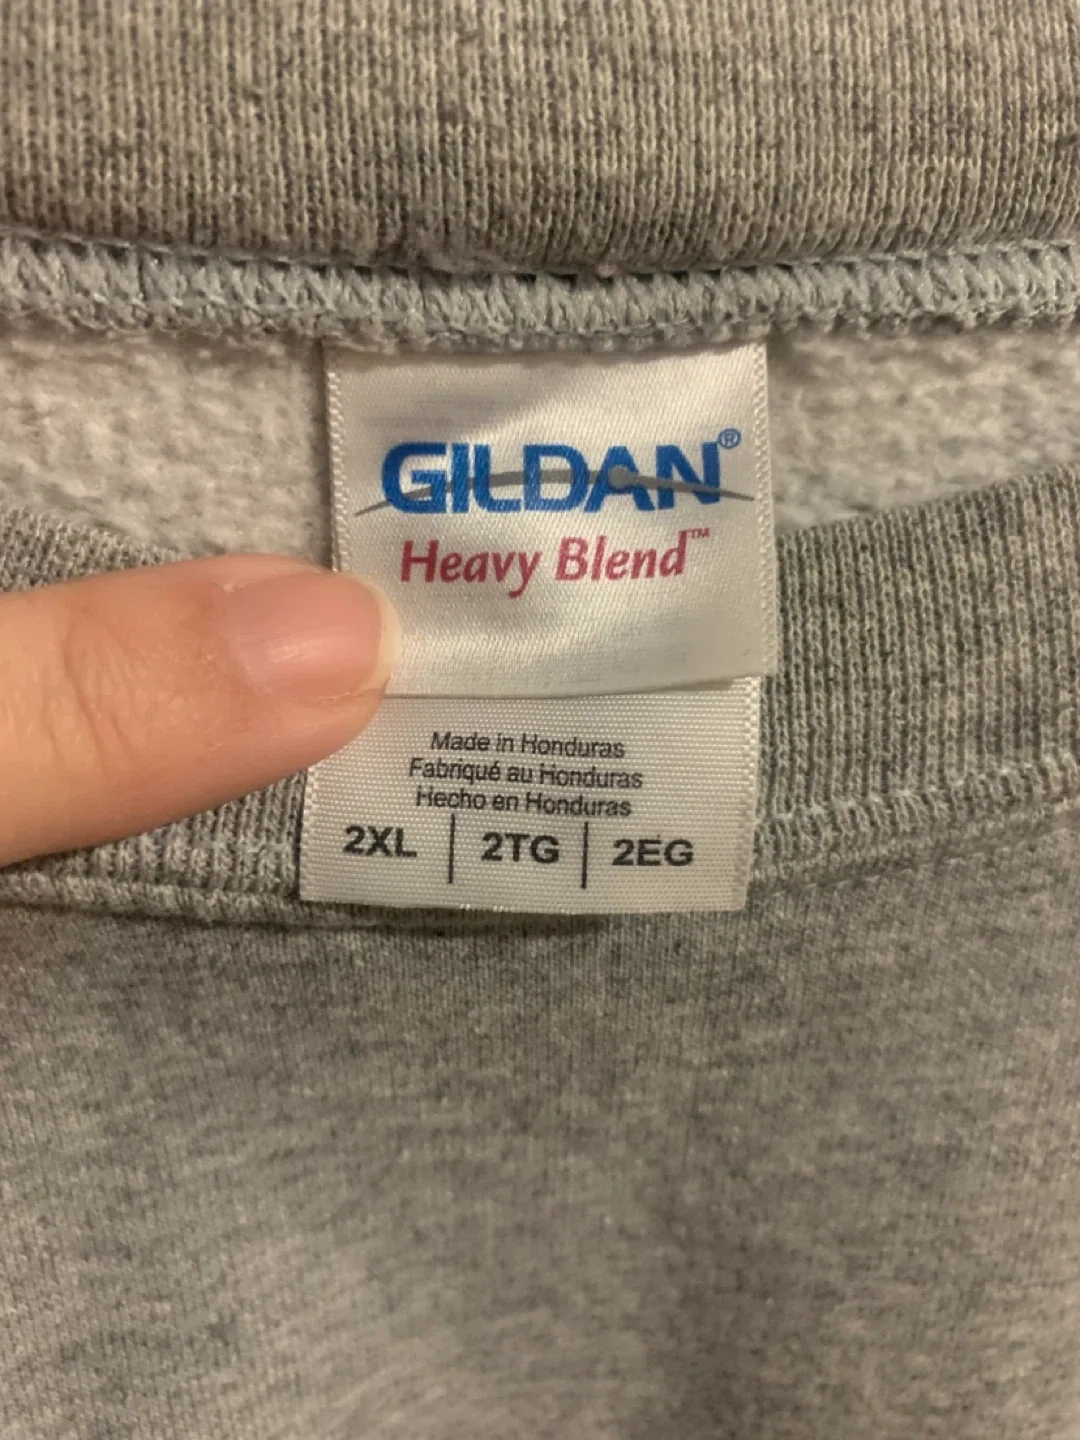 GILDAN®
Heavy Blend™
Made in Honduras
Fabriqué au Honduras
Hecho en Honduras
2XL | 2TG | 2EG